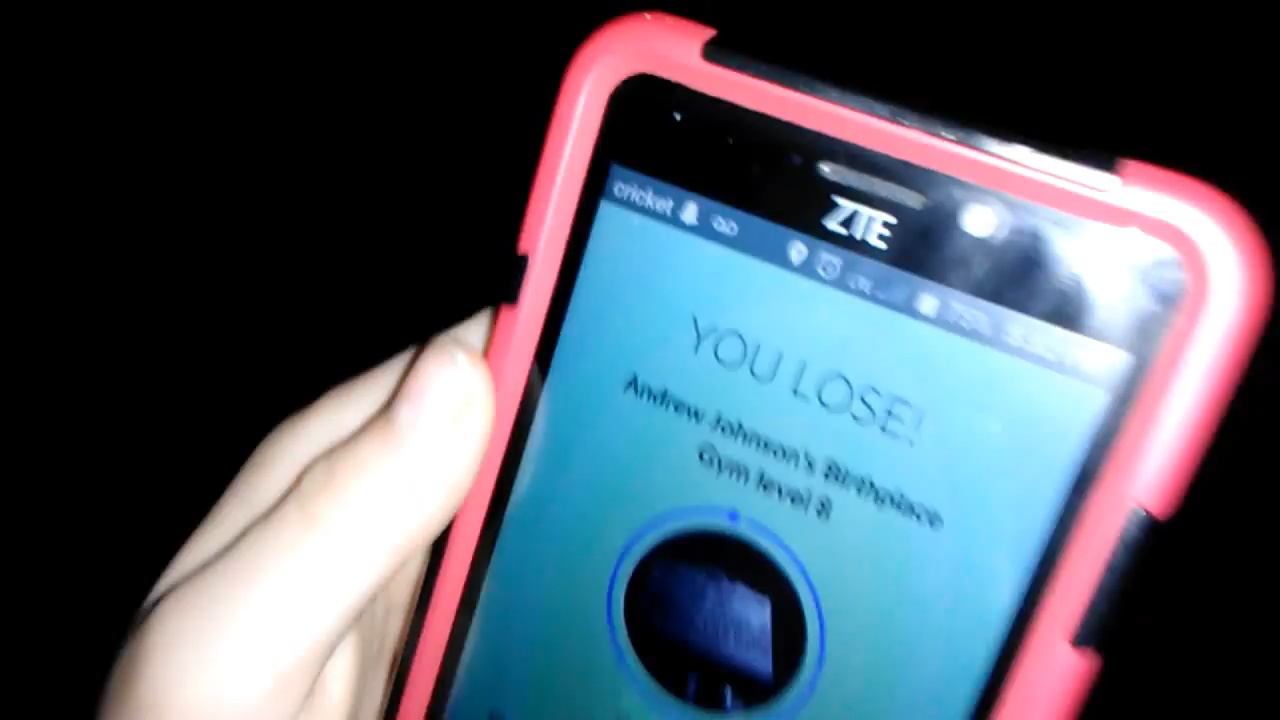 ZTE
cricket
YOU LOSE!
Andrew Johnson's Birthplace
Gym level 8